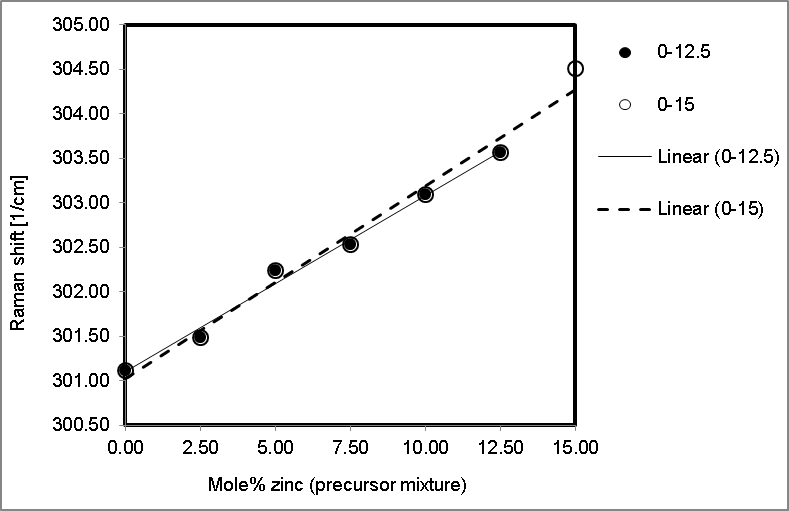 305.00
304.50
304.00
303.50
303.00
302.50
302.00
301.50
301.00
300.50
0.00 2.50 5.00 7.50 10.00 12.50 15.00
Raman shift [1/cm]
Mole% zinc (precursor mixture)
0-12.5
0-15
Linear (0-12.5)
Linear (0-15)